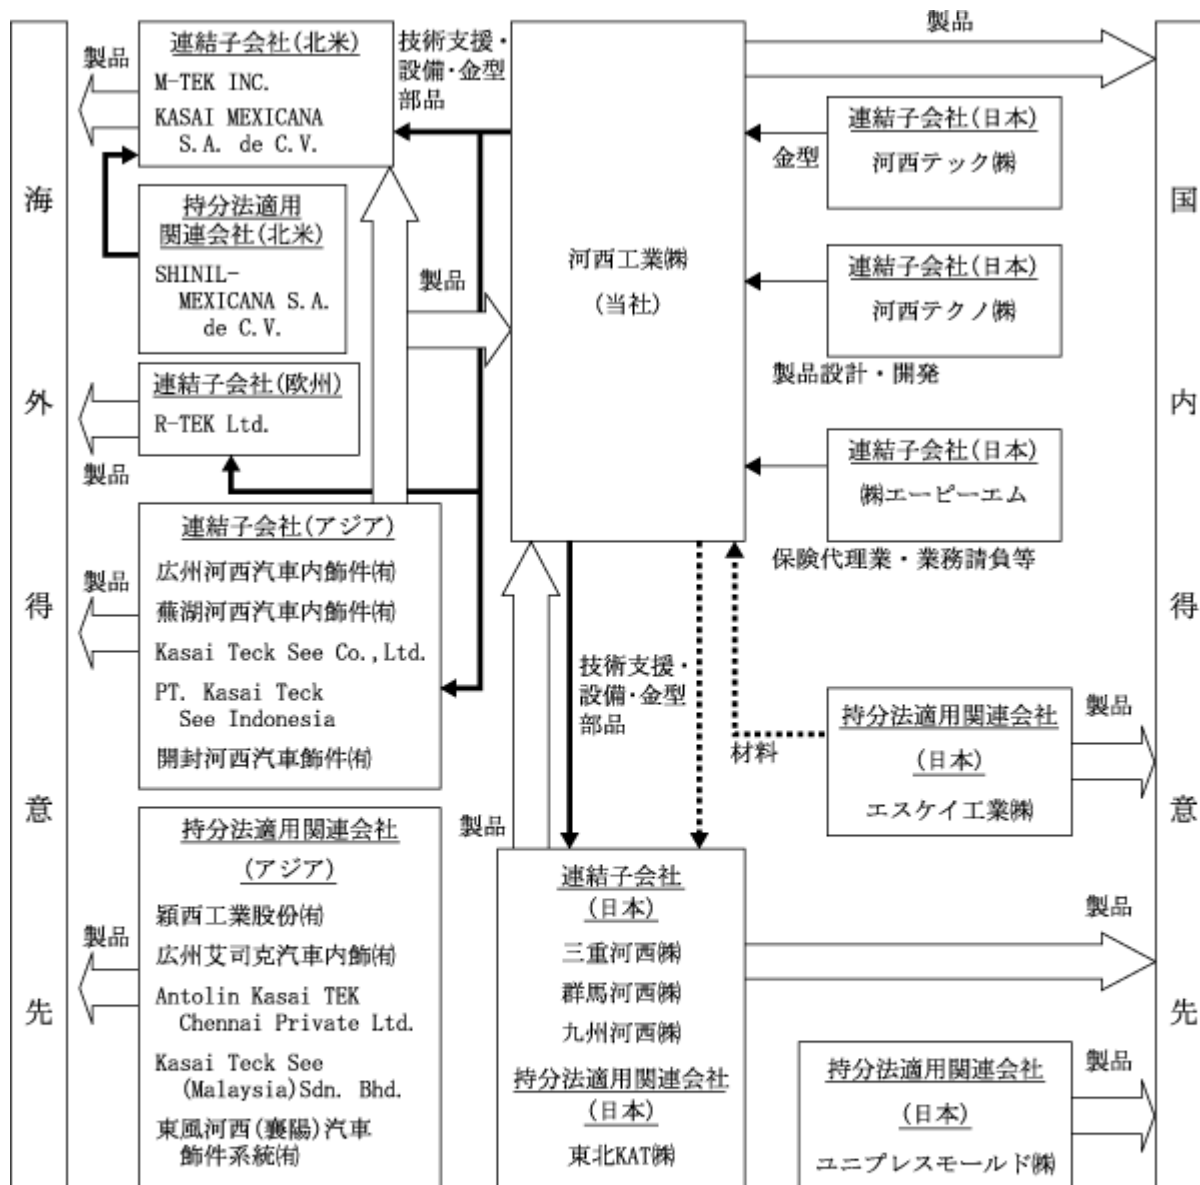 海外得意先
製品
連結子会社(北米)
M-TEK INC.
KASAI MEXICANA
S.A. de C.V.
技術支援・
設備・金型
部品
持分法適用
関連会社(北米)
SHINIL-
MEXICANA S.A.
de C.V.
製品
連結子会社(欧州)
R-TEK Ltd.
製品
連結子会社(アジア)
広州河西汽車内飾件㈲
蕪湖河西汽車内飾件㈲
Kasai Teck See Co.,Ltd.
PT. Kasai Teck
See Indonesia
開封河西汽車飾件㈲
製品
持分法適用関連会社
(アジア)
穎西工業股份㈲
広州艾司克汽車内飾㈲
Antolin Kasai TEK
Chennai Private Ltd.
Kasai Teck See
(Malaysia)Sdn. Bhd.
東風河西(襄陽)汽車
飾件系統㈲
製品
河西工業㈱
(当社)
製品
連結子会社(日本)
河西テック㈱
金型
連結子会社(日本)
河西テクノ㈱
製品設計・開発
連結子会社(日本)
㈱エーピーエム
保険代理業・業務請負等
技術支援・
設備・金型
部品
材料
持分法適用関連会社
(日本)
エスケイ工業㈱
製品
製品
連結子会社
(日本)
三重河西㈱
群馬河西㈱
九州河西㈱
持分法適用関連会社
(日本)
東北KAT㈱
製品
持分法適用関連会社
(日本)
ユニプレスモールド㈱
製品
国内得意先